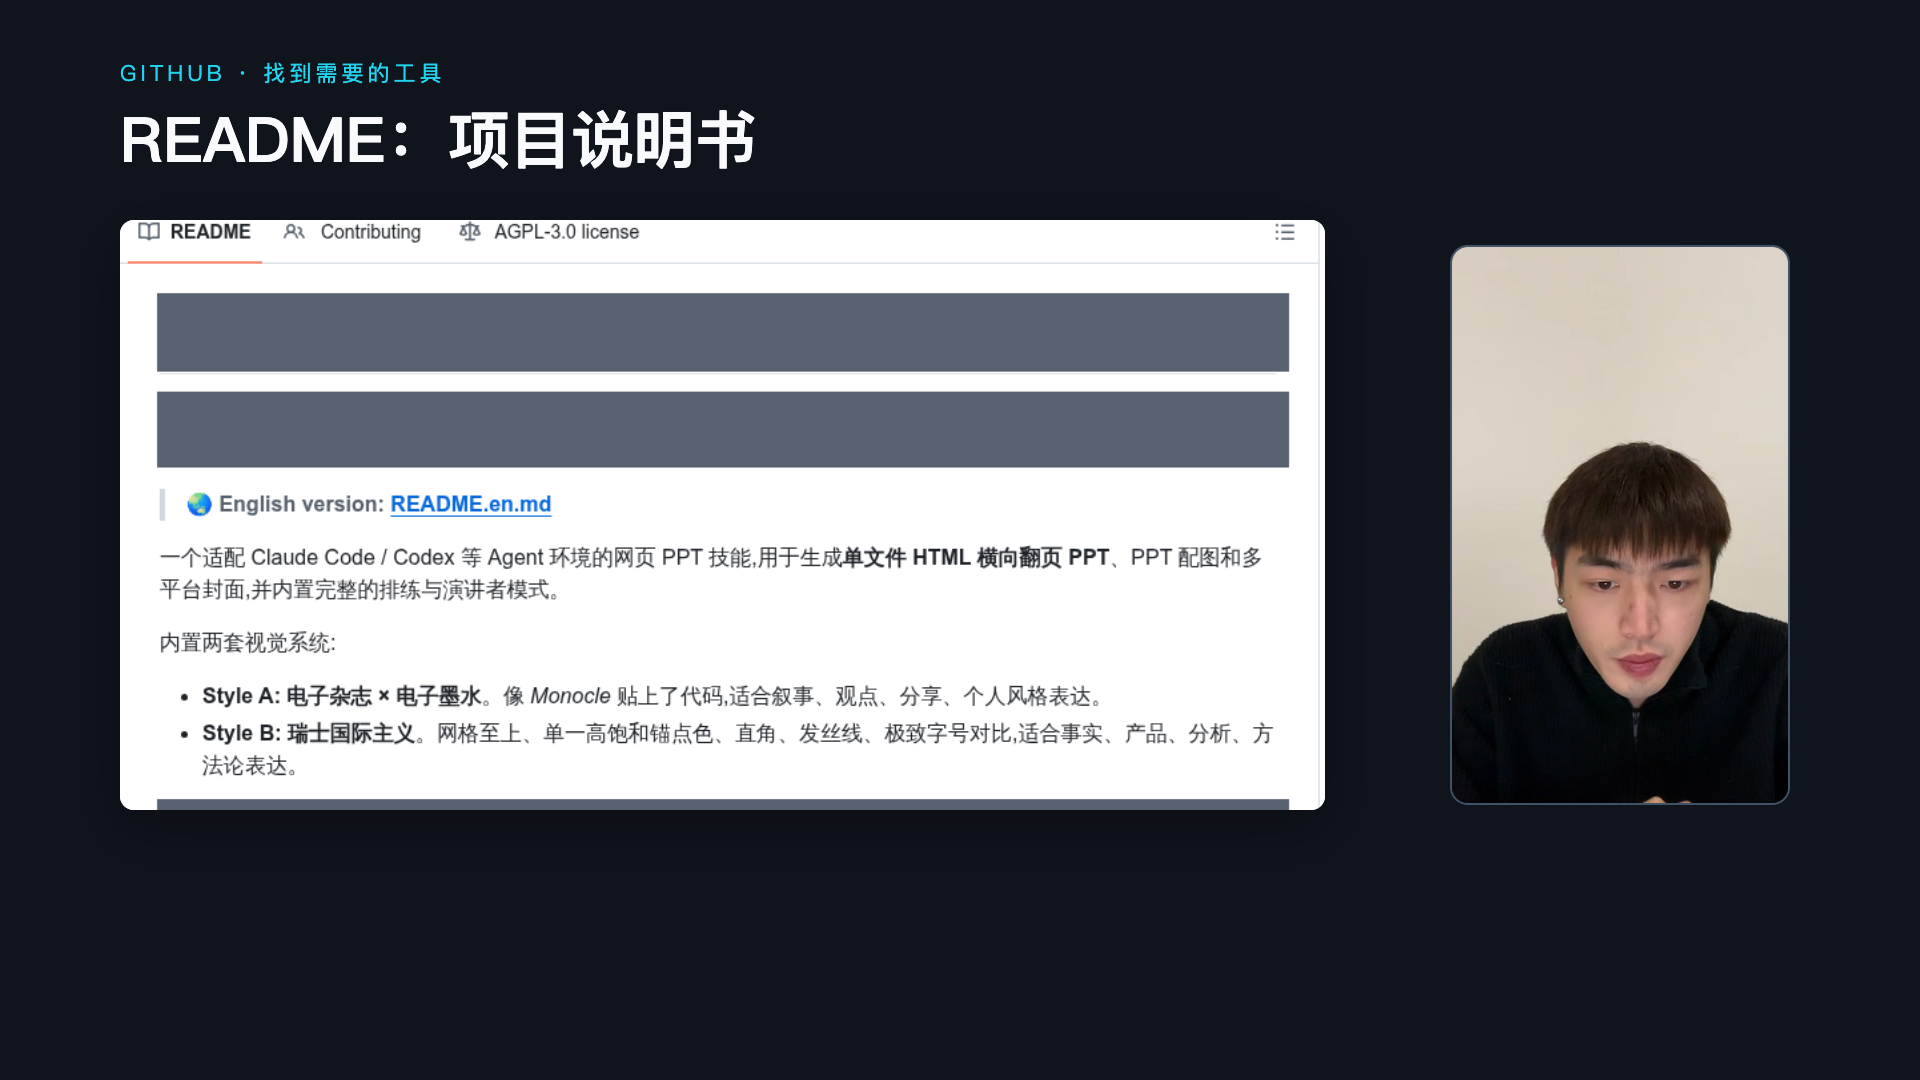 GITHUB · 找到需要的工具
README：项目说明书
README Contributing AGPL-3.0 license
English version: README.en.md
一个适配 Claude Code / Codex 等 Agent 环境的网页 PPT 技能,用于生成单文件 HTML 横向翻页 PPT、PPT 配图和多
平台封面,并内置完整的排练与演讲者模式。
内置两套视觉系统:
• Style A: 电子杂志 × 电子墨水。像 Monocle 贴上了代码,适合叙事、观点、分享、个人风格表达。
• Style B: 瑞士国际主义。网格至上、单一高饱和锚点色、直角、发丝线、极致字号对比,适合事实、产品、分析、方
法论表达。